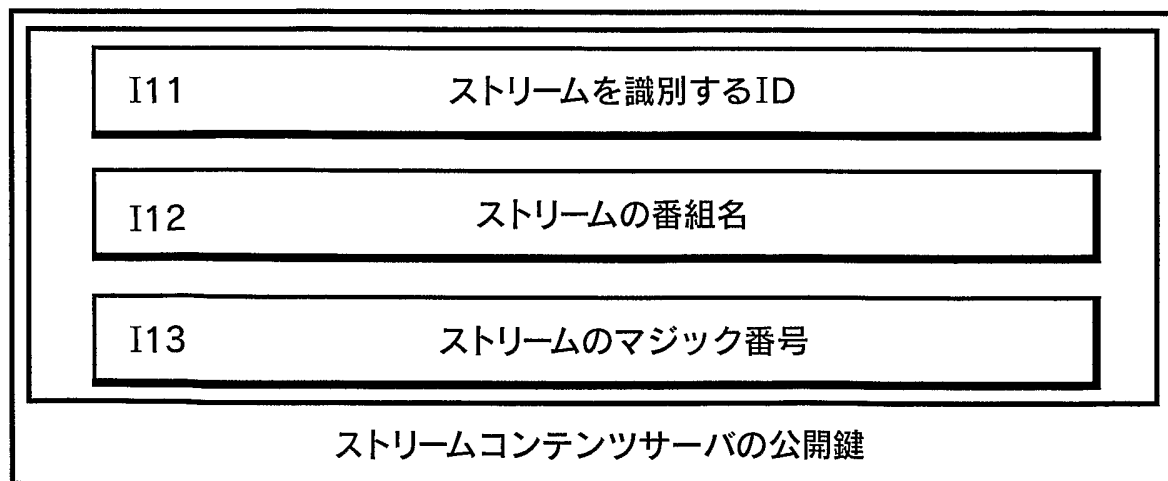 I11 ストリームを識別するID
I12 ストリームの番組名
I13 ストリームのマジック番号
ストリームコンテンツサーバの公開鍵